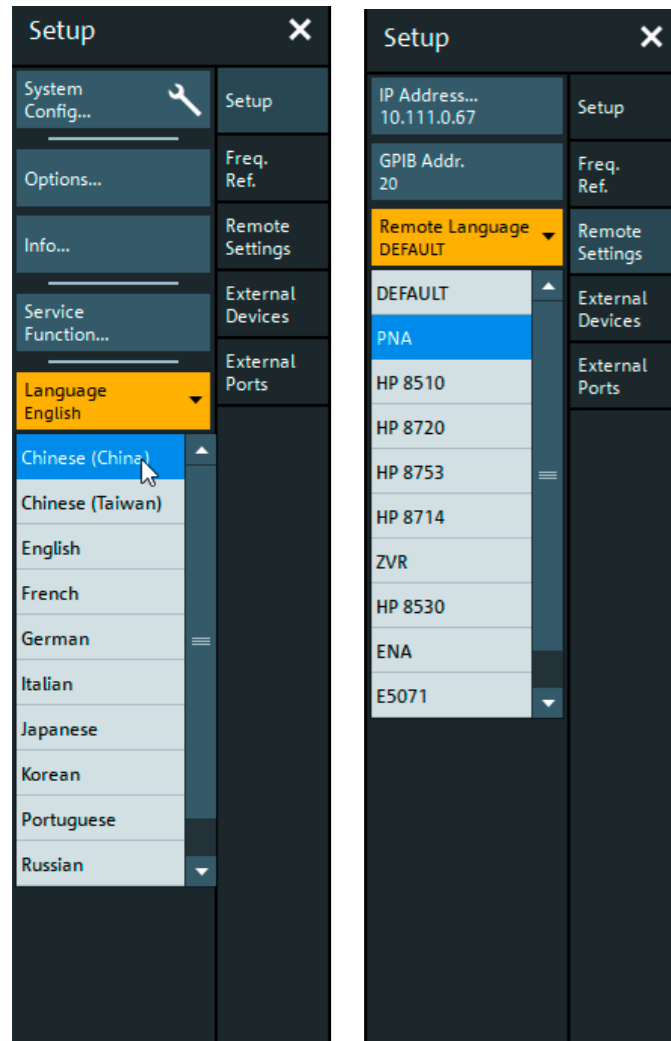 Setup
System
Config...
Options...
Info...
Service
Function...
Language
English
Chinese (China)
Chinese (Taiwan)
English
French
German
Italian
Japanese
Korean
Portuguese
Russian
Setup
Freq.
Ref.
Remote
Settings
External
Devices
External
Ports
Setup
IP Address...
10.111.0.67
GPIB Addr.
20
Remote Language
DEFAULT
DEFAULT
PNA
HP 8510
HP 8720
HP 8753
HP 8714
ZVR
HP 8530
ENA
E5071
Setup
Freq.
Ref.
Remote
Settings
External
Devices
External
Ports